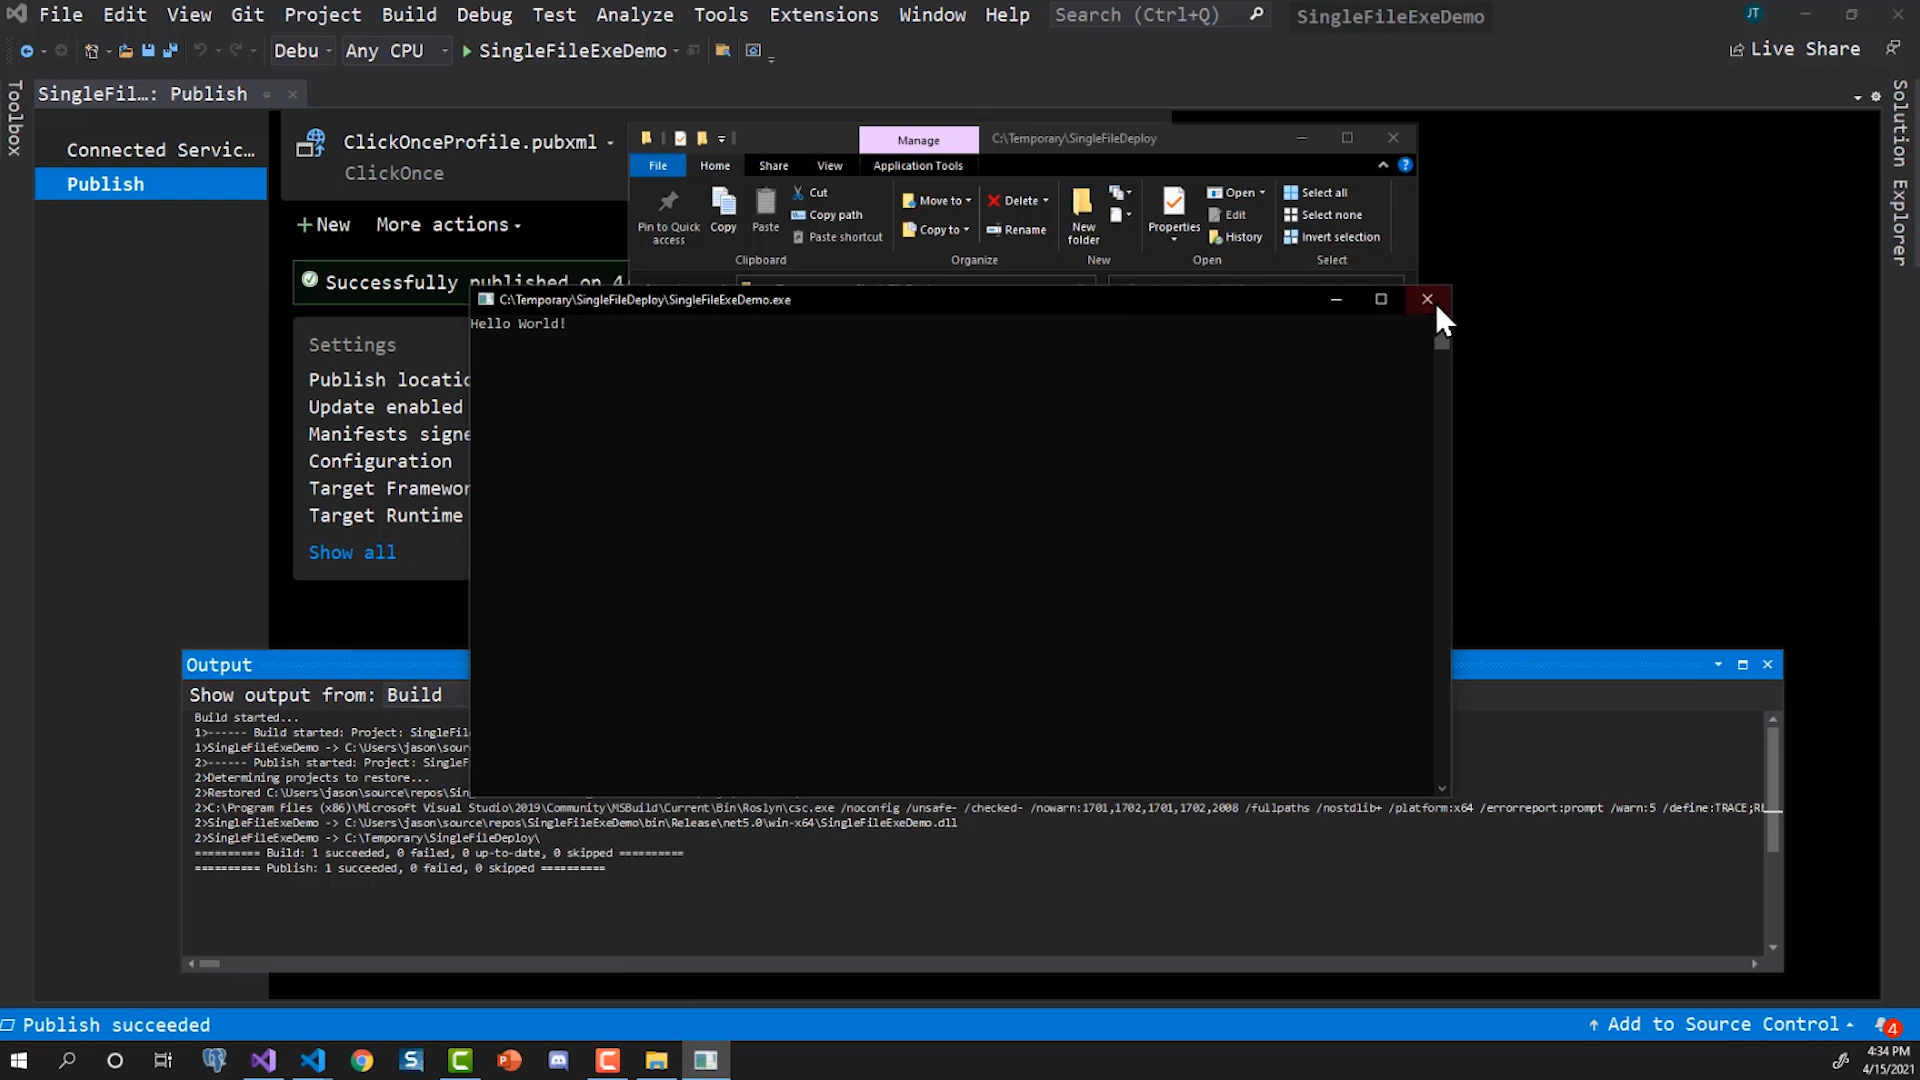 File Edit View Git Project Build Debug Test Analyze Tools Extensions Window Help Search (Ctrl+Q) SingleFileExeDemo JT
Debu Any CPU SingleFileExeDemo Live Share
Toolbox
SingleFil...: Publish
Solution Explorer
Connected Servic...
Publish
ClickOnceProfile.pubxml
ClickOnce
+ New More actions
Successfully published on 4
Settings
Publish locatio
Update enabled
Manifests signe
Configuration
Target Framewor
Target Runtime
Show all
Manage C:\Temporary\SingleFileDeploy
File Home Share View Application Tools
Pin to Quick access
Copy
Paste
Cut
Copy path
Paste shortcut
Clipboard
Move to
Copy to
Delete
Rename
Organize
New folder
New
Properties
Open
Edit
History
Open
Select all
Select none
Invert selection
Select
C:\Temporary\SingleFileDeploy\SingleFileExeDemo.exe
Hello World!
Output
Show output from: Build
Build started...
1>------ Build started: Project: SingleFil
1>SingleFileExeDemo -> C:\Users\jason\sour
2>------ Publish started: Project: SingleF
2>Determining projects to restore...
2>Restored C:\Users\jason\source\repos\Sin
2>C:\Program Files (x86)\Microsoft Visual Studio\2019\Community\MSBuild\Current\Bin\Roslyn\csc.exe /noconfig /unsafe- /checked- /nowarn:1701,1702,1701,1702,2008 /fullpaths /nostdlib+ /platform:x64 /errorreport:prompt /warn:5 /define:TRACE;RE
2>SingleFileExeDemo -> C:\Users\jason\source\repos\SingleFileExeDemo\bin\Release\net5.0\win-x64\SingleFileExeDemo.dll
2>SingleFileExeDemo -> C:\Temporary\SingleFileDeploy\
========== Build: 1 succeeded, 0 failed, 0 up-to-date, 0 skipped ==========
========== Publish: 1 succeeded, 0 failed, 0 skipped ==========
Publish succeeded Add to Source Control 4
4:34 PM
4/15/2021